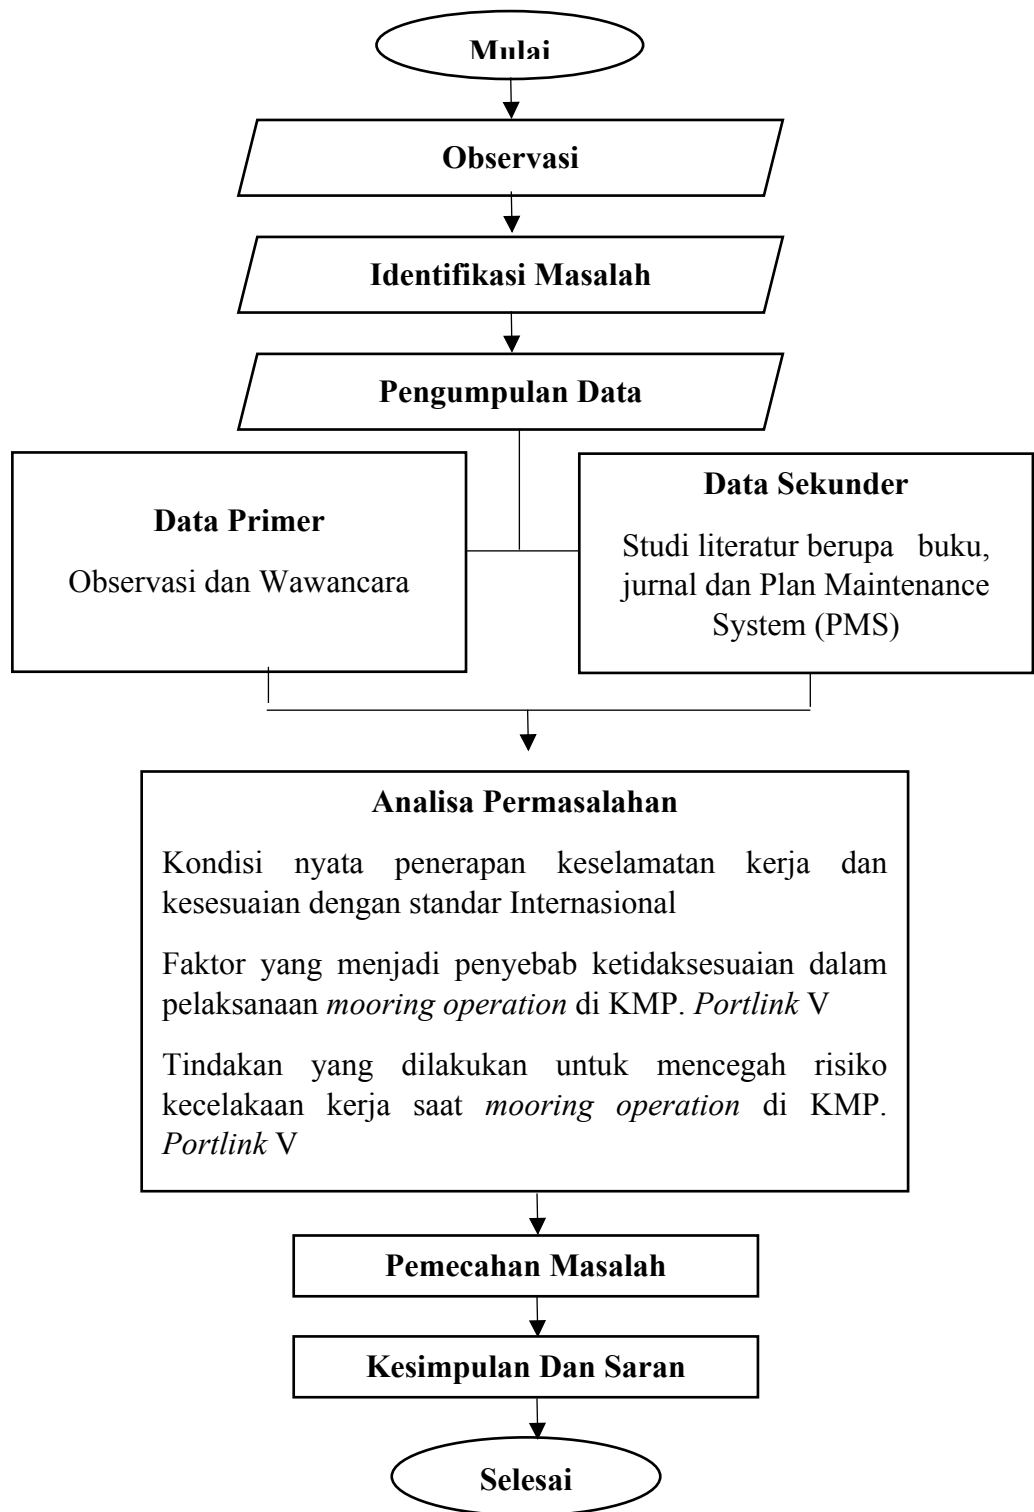 Mulai
Observasi
Identifikasi Masalah
Pengumpulan Data
Data Primer
Observasi dan Wawancara
Data Sekunder
Studi literatur berupa buku,
jurnal dan Plan Maintenance
System (PMS)
Analisa Permasalahan
Kondisi nyata penerapan keselamatan kerja dan
kesesuaian dengan standar Internasional
Faktor yang menjadi penyebab ketidaksesuaian dalam
pelaksanaan mooring operation di KMP. Portlink V
Tindakan yang dilakukan untuk mencegah risiko
kecelakaan kerja saat mooring operation di KMP.
Portlink V
Pemecahan Masalah
Kesimpulan Dan Saran
Selesai